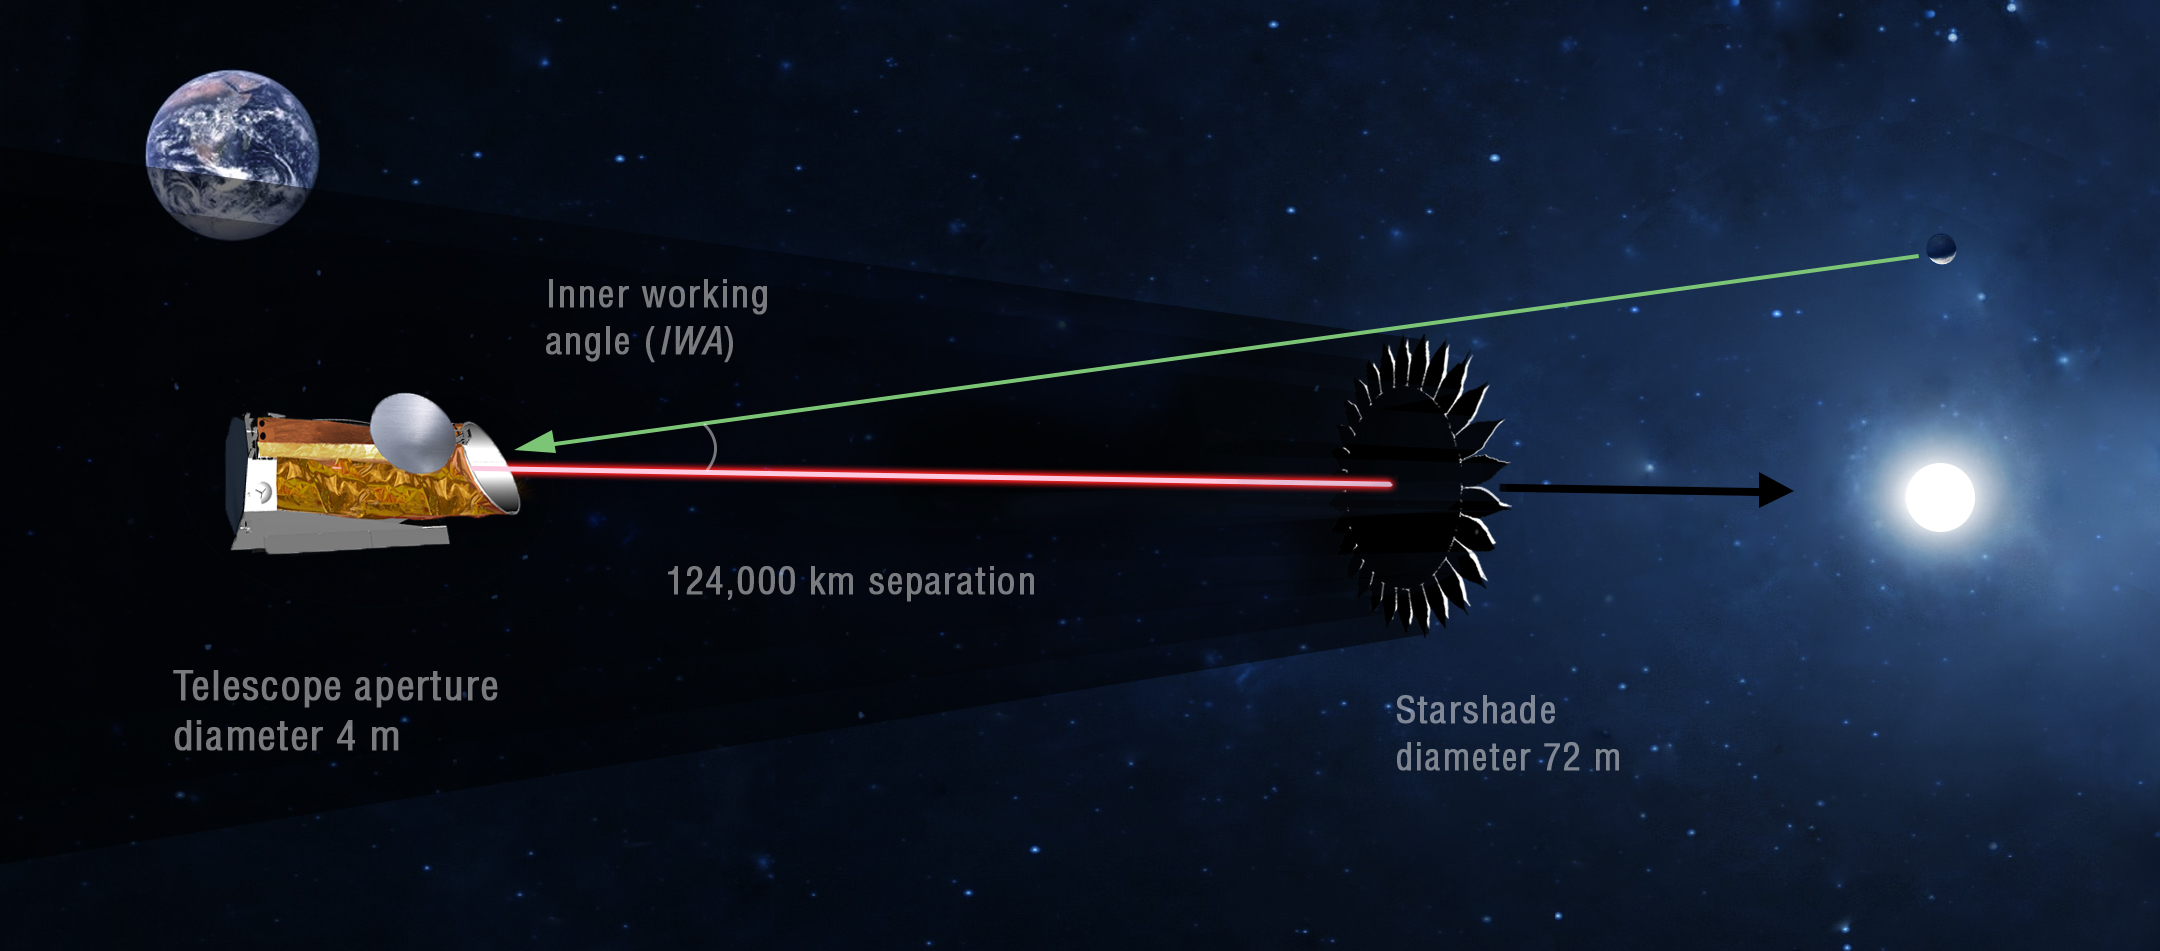 Inner working
angle (IWA)
124,000 km separation
Telescope aperture
diameter 4 m
Starshade
diameter 72 m